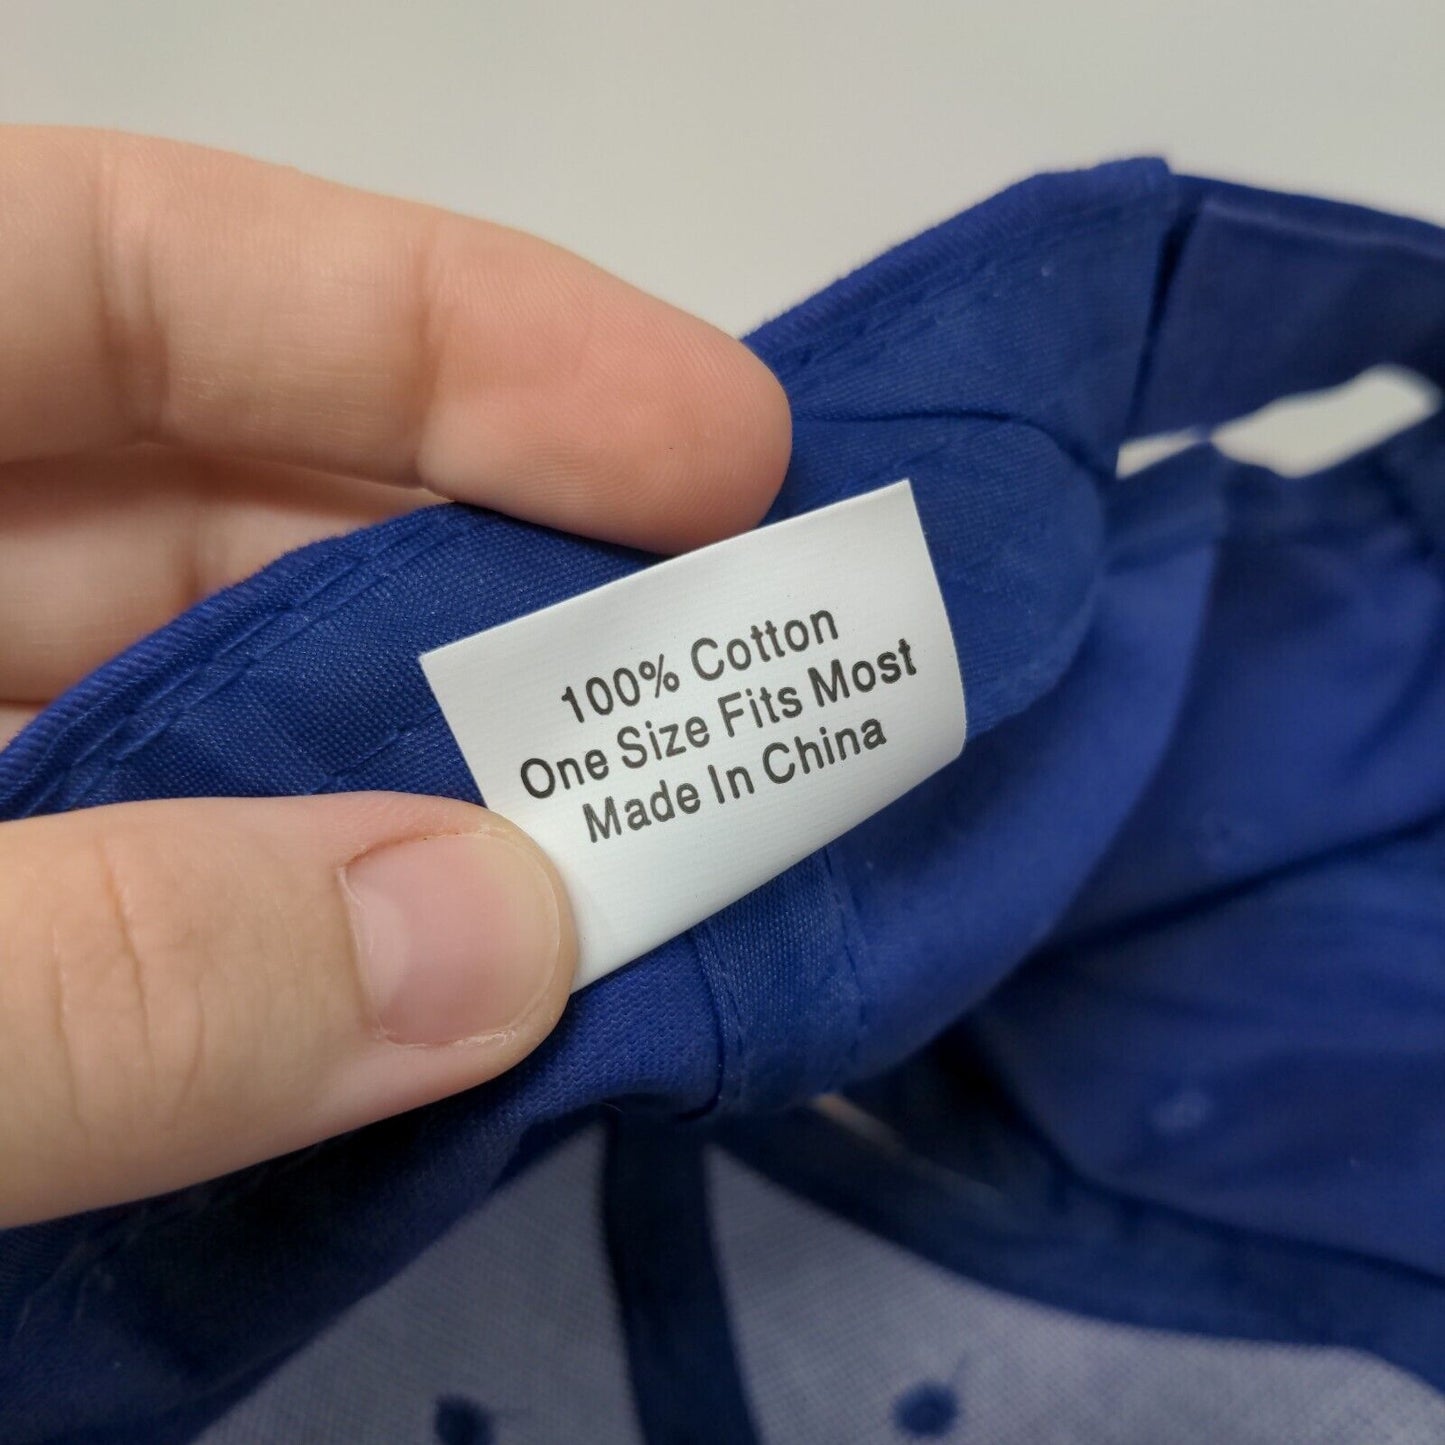 100% Cotton
One Size Fits Most
Made In China